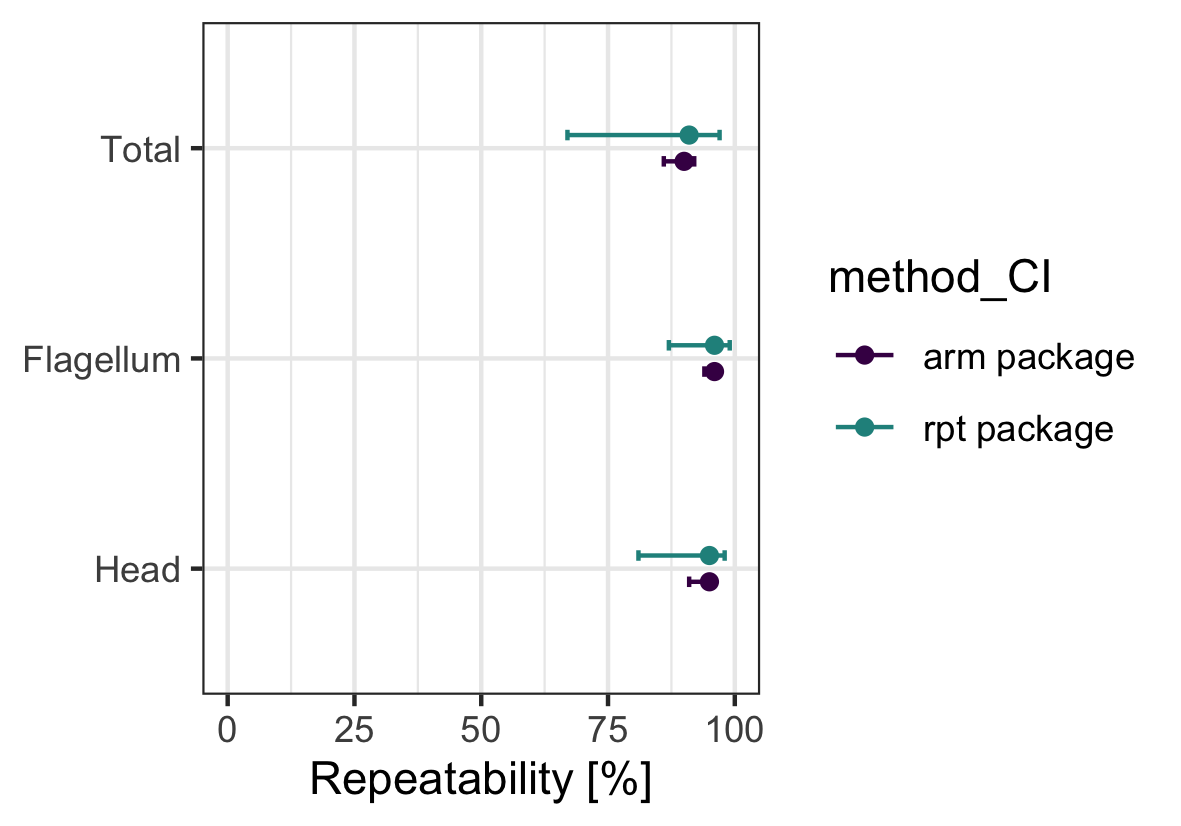 Total
Flagellum
Head
0 25 50 75 100
Repeatability [%]
method_CI
arm package
rpt package